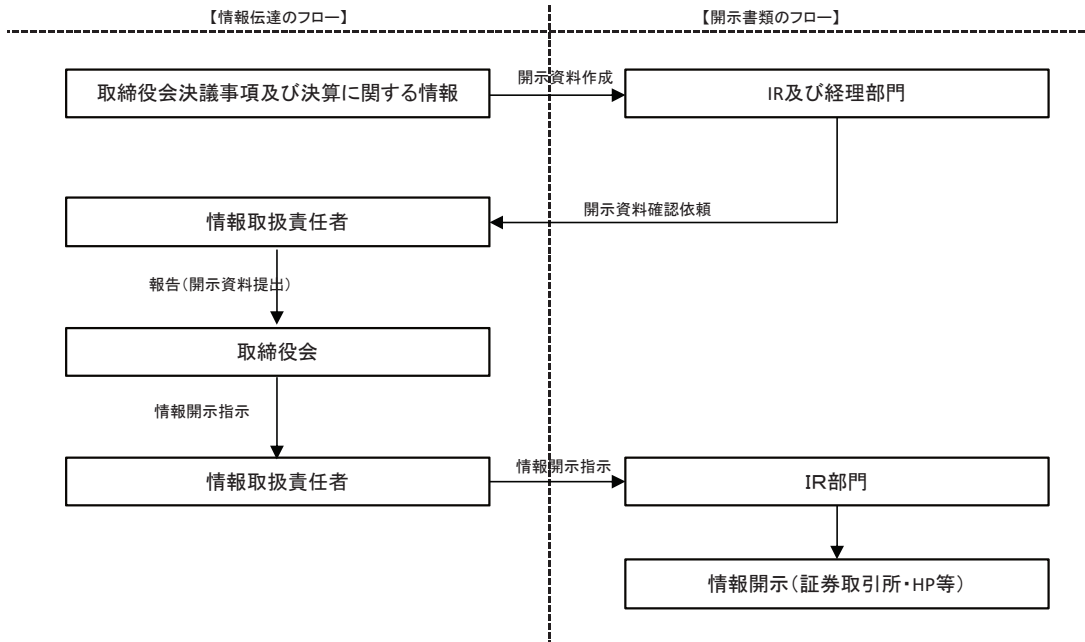 【情報伝達のフロー】
【開示書類のフロー】
取締役会決議事項及び決算に関する情報
開示資料作成
IR及び経理部門
情報取扱責任者
開示資料確認依頼
報告(開示資料提出)
取締役会
情報開示指示
情報取扱責任者
情報開示指示
IR部門
情報開示(証券取引所・HP等)